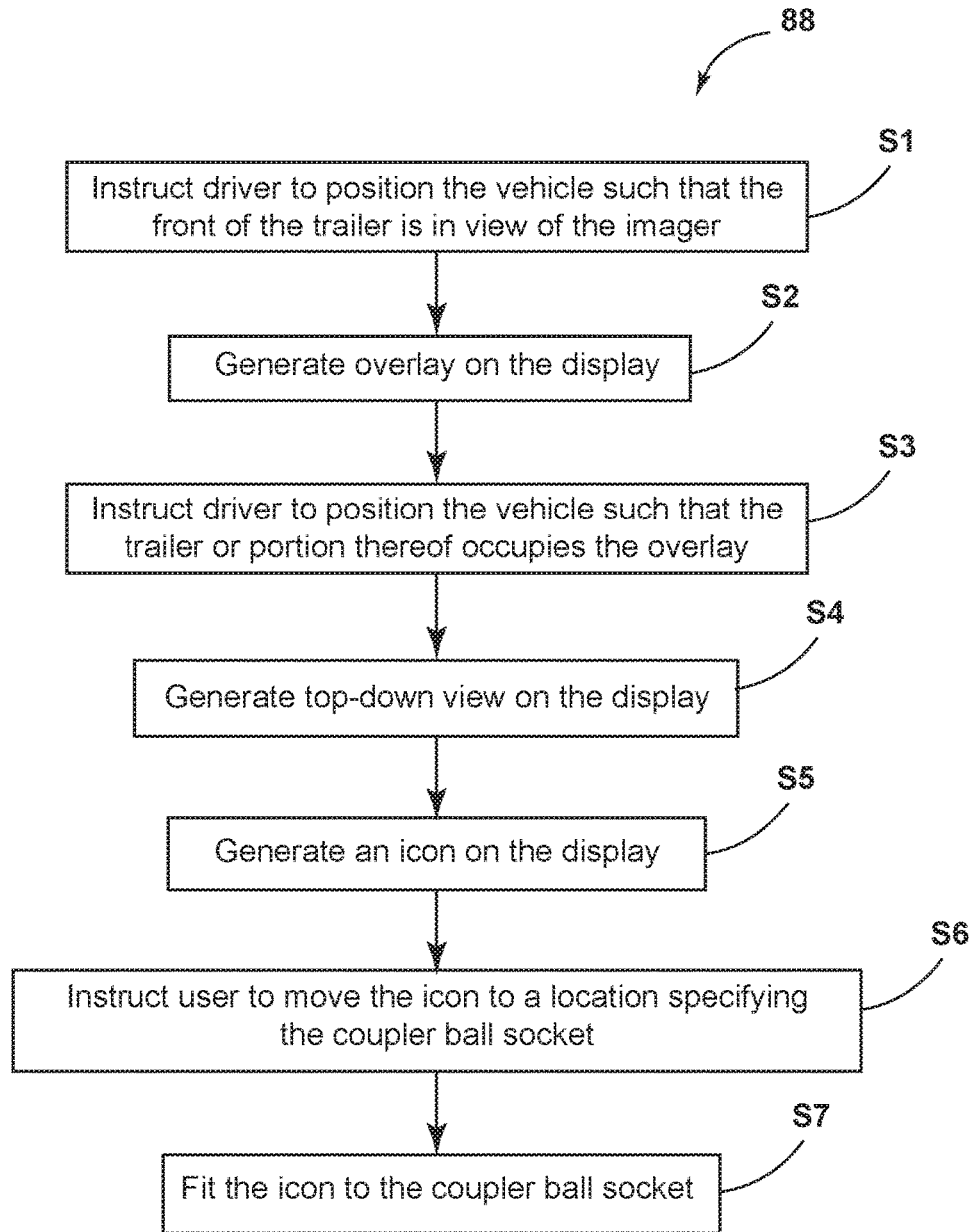 88
S1
Instruct driver to position the vehicle such that the
front of the trailer is in view of the imager
S2
Generate overlay on the display
S3
Instruct driver to position the vehicle such that the
trailer or portion thereof occupies the overlay
S4
Generate top-down view on the display
S5
Generate an icon on the display
S6
Instruct user to move the icon to a location specifying
the coupler ball socket
S7
Fit the icon to the coupler ball socket